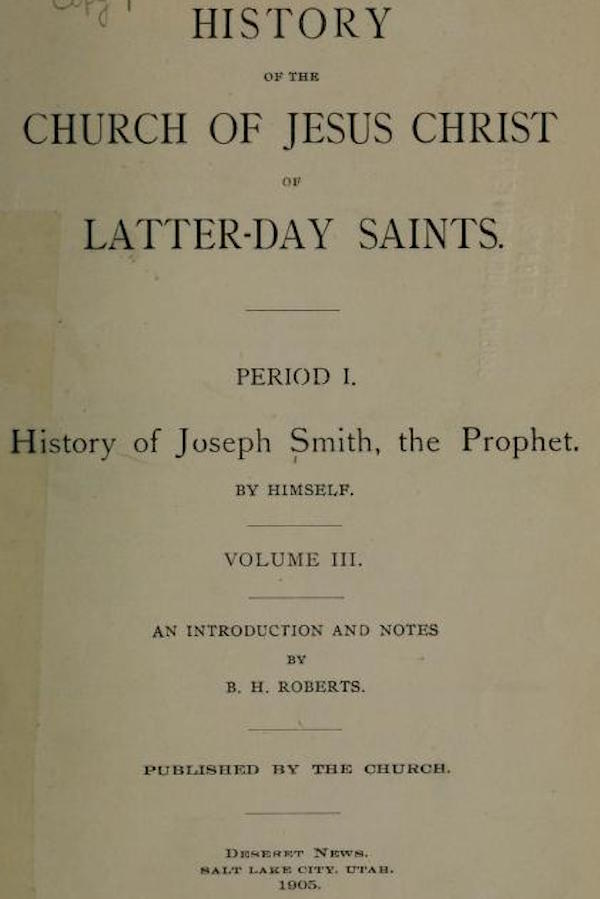 Copy 1
HISTORY
OF THE
CHURCH OF JESUS CHRIST
OF
LATTER-DAY SAINTS.
PERIOD I.
History of Joseph Smith, the Prophet.
BY HIMSELF.
VOLUME III.
AN INTRODUCTION AND NOTES
BY
B. H. ROBERTS.
PUBLISHED BY THE CHURCH.
DESERET NEWS.
SALT LAKE CITY, UTAH.
1905.